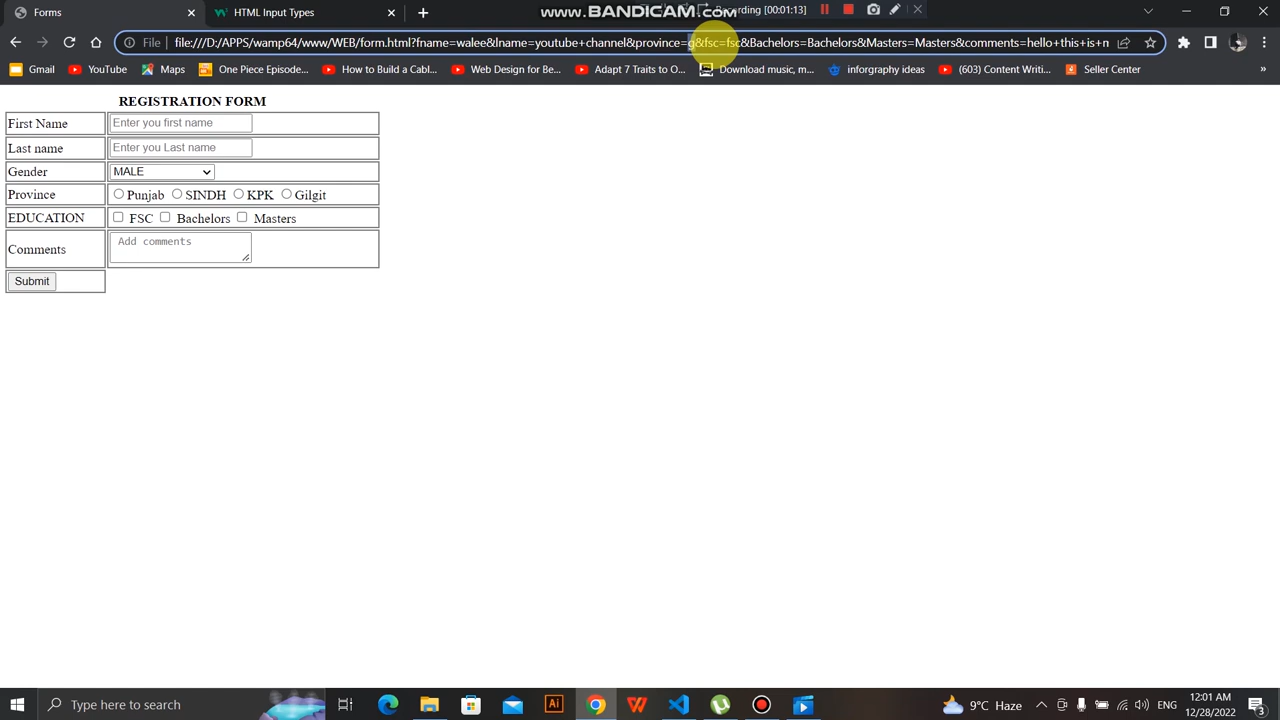 Forms
HTML Input Types
www.BANDICAM.com
Recording [00:01:13]
File
file:///D:/APPS/wamp64/www/WEB/form.html?fname=walee&lname=youtube+channel&province=g&fsc=fsc&Bachelors=Bachelors&Masters=Masters&comments=hello+this+is+n
Gmail
YouTube
Maps
One Piece Episode...
How to Build a Cabl...
Web Design for Be...
Adapt 7 Traits to O...
Download music, m...
inforgraphy ideas
(603) Content Writi...
Seller Center
»
REGISTRATION FORM
First Name
Enter you first name
Last name
Enter you Last name
Gender
MALE
Province
Punjab SINDH KPK Gilgit
EDUCATION
FSC Bachelors Masters
Comments
Add comments
Submit
Type here to search
Ai
9°C Haze
ENG
12:01 AM
12/28/2022
3